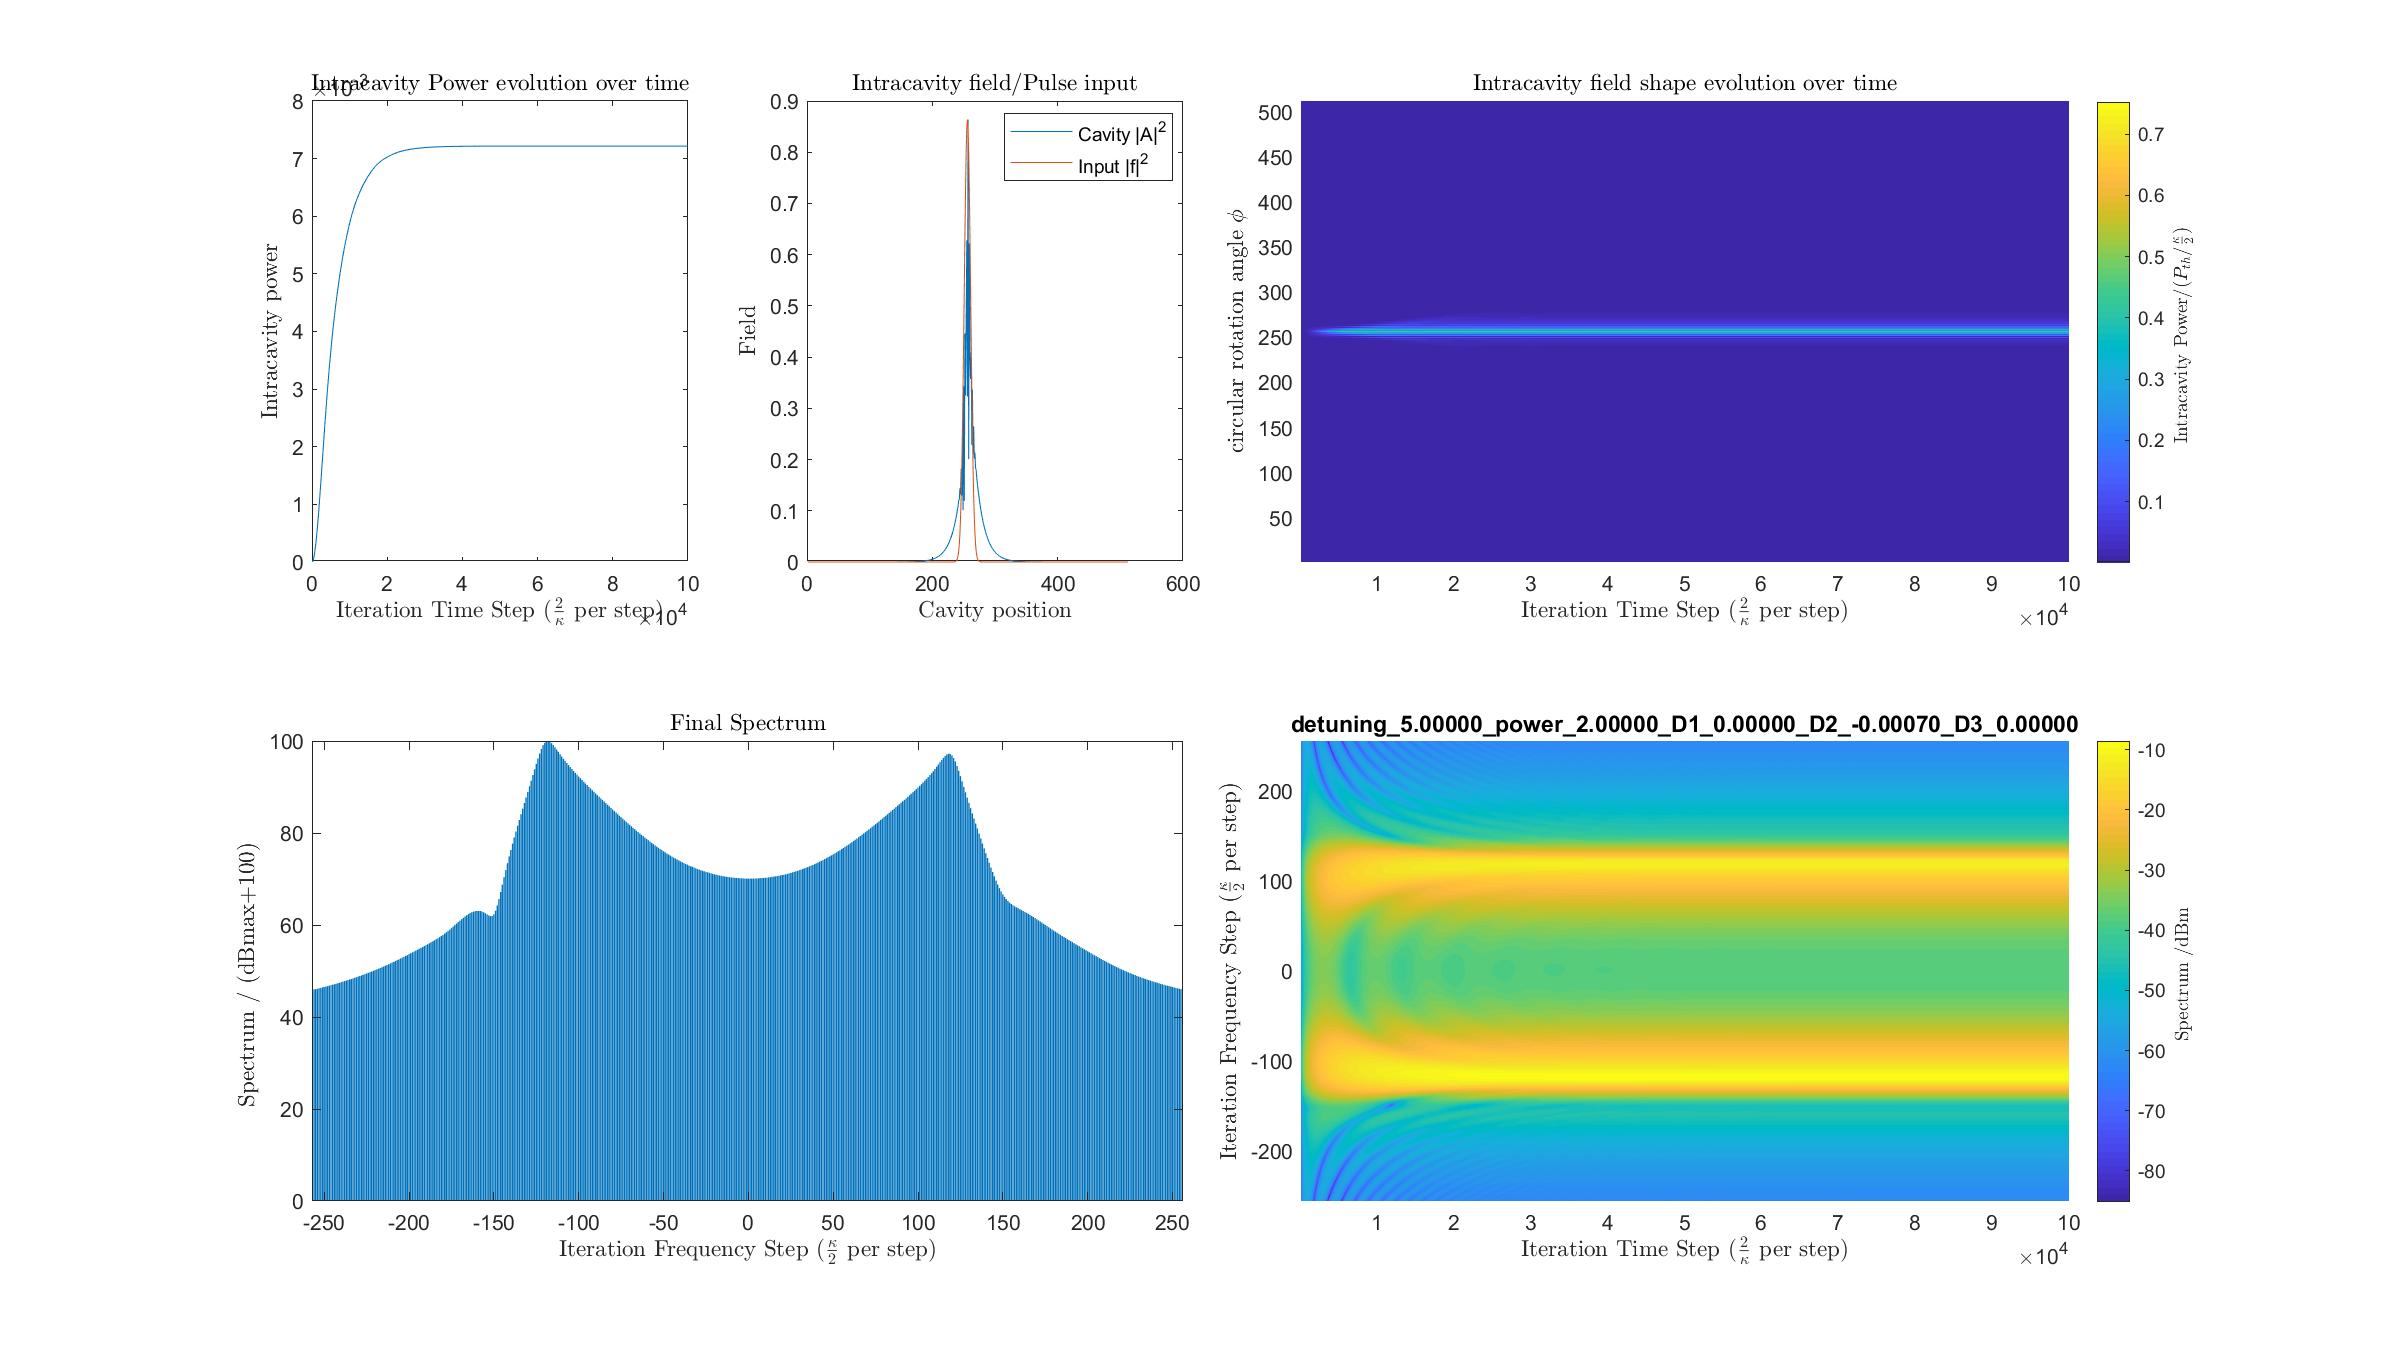 Intracavity Power evolution over time
×10-3
8
7
6
5
4
3
2
1
0
Intracavity power
0 2 4 6 8 10
Iteration Time Step (2/κ per step)
×10^4
Intracavity field/Pulse input
0.9
0.8
0.7
0.6
0.5
0.4
0.3
0.2
0.1
0
Field
Cavity |A|^2
Input |f|^2
0 200 400 600
Cavity position
Intracavity field shape evolution over time
500
450
400
350
300
250
200
150
100
50
circular rotation angle ϕ
1 2 3 4 5 6 7 8 9 10
Iteration Time Step (2/κ per step)
×10^4
0.7
0.6
0.5
0.4
0.3
0.2
0.1
Intracavity Power/(P_th/κ/2)
Final Spectrum
100
80
60
40
20
0
Spectrum / (dBmax+100)
-250 -200 -150 -100 -50 0 50 100 150 200 250
Iteration Frequency Step (κ/2 per step)
detuning_5.00000_power_2.00000_D1_0.00000_D2_-0.00070_D3_0.00000
200
100
0
-100
-200
Iteration Frequency Step (κ/2 per step)
1 2 3 4 5 6 7 8 9 10
Iteration Time Step (2/κ per step)
×10^4
-10
-20
-30
-40
-50
-60
-70
-80
Spectrum /dBm